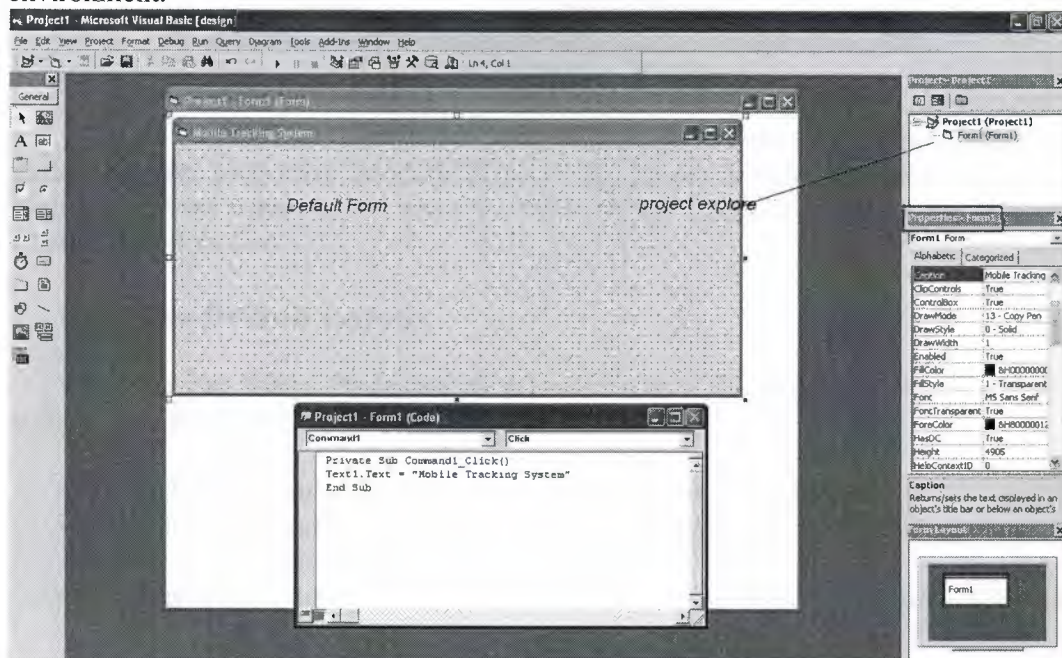 Project1 - Microsoft Visual Basic [design]
File Edit View Project Format Debug Run Query Diagram Tools Add-Ins Window Help
Ln 4, Col 1
General
Project1 - Form1 (Form)
Mobile Tracking System
Default Form
project explore
Project1 - Form1 (Code)
Command1
Click
Private Sub Command1_Click()
Text1.Text = "Mobile Tracking System"
End Sub
Project - Project1
Project1 (Project1)
Form1 (Form1)
Properties - Form1
Form1 Form
Alphabetic Categorized
Caption Mobile Tracking
ClipControls True
ControlBox True
DrawMode 13 - Copy Pen
DrawStyle 0 - Solid
DrawWidth 1
Enabled True
FillColor &H0000000(
FillStyle 1 - Transparent
Font MS Sans Serif
FontTransparent True
ForeColor &H80000012
HasDC True
Height 4905
HelpContextID 0
Caption
Returns/sets the text displayed in an
object's title bar or below an object's
Form Layout
Form1